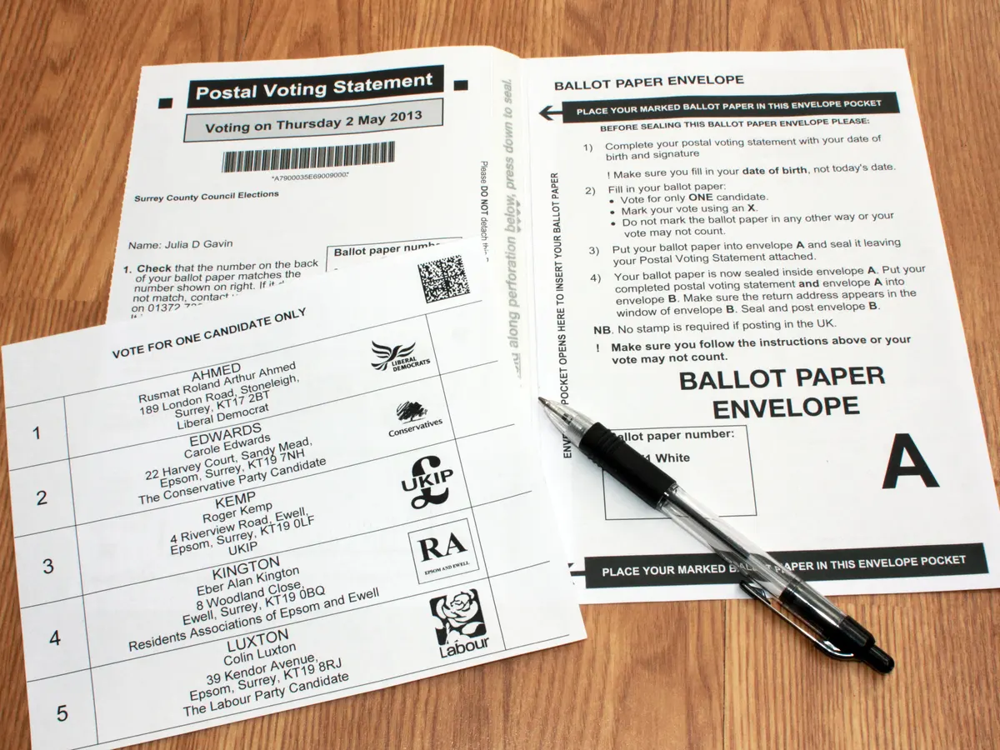 Postal Voting Statement
Voting on Thursday 2 May 2013
*A7900035E69009000*
Surrey County Council Elections
Name: Julia D Gavin
Ballot paper number
1. Check that the number on the back
of your ballot paper matches the
number shown on right. If it
not match, contact
on 01372
Please DO NOT detach this
along perforation below, press down to seal.
VOTE FOR ONE CANDIDATE ONLY
1
AHMED
Rusmat Roland Arthur Ahmed
189 London Road, Stoneleigh,
Surrey, KT17 2BT
Liberal Democrat
LIBERAL
DEMOCRATS
2
EDWARDS
Carole Edwards
22 Harvey Court, Sandy Mead,
Epsom, Surrey, KT19 7NH
The Conservative Party Candidate
Conservatives
3
KEMP
Roger Kemp
4 Riverview Road, Ewell,
Epsom, Surrey, KT19 0LF
UKIP
£
UKIP
4
KINGTON
Eber Alan Kington
8 Woodland Close,
Ewell, Surrey, KT19 0BQ
Residents Associations of Epsom and Ewell
RA
EPSOM AND EWELL
5
LUXTON
Colin Luxton
39 Kendor Avenue,
Epsom, Surrey, KT19 8RJ
The Labour Party Candidate
Labour
BALLOT PAPER ENVELOPE
PLACE YOUR MARKED BALLOT PAPER IN THIS ENVELOPE POCKET
BEFORE SEALING THIS BALLOT PAPER ENVELOPE PLEASE:
1) Complete your postal voting statement with your date of
birth and signature
! Make sure you fill in your date of birth, not today's date.
2) Fill in your ballot paper:
• Vote for only ONE candidate.
• Mark your vote using an X.
• Do not mark the ballot paper in any other way or your
vote may not count.
3) Put your ballot paper into envelope A and seal it leaving
your Postal Voting Statement attached.
4) Your ballot paper is now sealed inside envelope A. Put your
completed postal voting statement and envelope A into
envelope B. Make sure the return address appears in the
window of envelope B. Seal and post envelope B.
NB. No stamp is required if posting in the UK.
! Make sure you follow the instructions above or your
vote may not count.
POCKET OPENS HERE TO INSERT YOUR BALLOT PAPER
BALLOT PAPER
ENVELOPE
A
allot paper number:
1 White
PLACE YOUR MARKED BALLOT PAPER IN THIS ENVELOPE POCKET